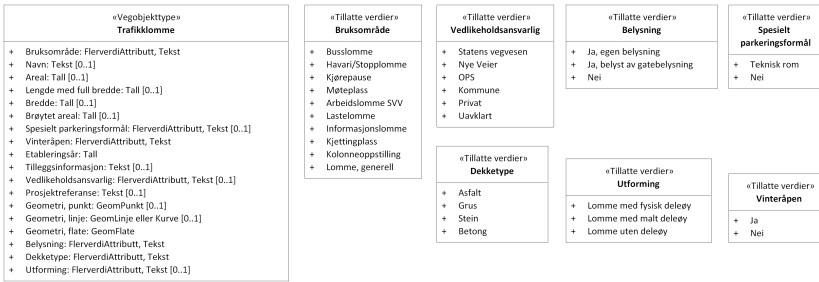 «Vegobjekttype»
Trafikklomme
+ Bruksområde: FlerverdiAttributt, Tekst
+ Navn: Tekst [0..1]
+ Areal: Tall [0..1]
+ Lengde med full bredde: Tall [0..1]
+ Bredde: Tall [0..1]
+ Brøytet areal: Tall [0..1]
+ Spesielt parkeringsformål: FlerverdiAttributt, Tekst [0..1]
+ Vinteråpen: FlerverdiAttributt, Tekst
+ Etableringsår: Tall
+ Tilleggsinformasjon: Tekst [0..1]
+ Vedlikeholdsansvarlig: FlerverdiAttributt, Tekst [0..1]
+ Prosjektreferanse: Tekst [0..1]
+ Geometri, punkt: GeomPunkt [0..1]
+ Geometri, linje: GeomLinje eller Kurve [0..1]
+ Geometri, flate: GeomFlate
+ Belysning: FlerverdiAttributt, Tekst
+ Dekketype: FlerverdiAttributt, Tekst
+ Utforming: FlerverdiAttributt, Tekst [0..1]
«Tillatte verdier»
Bruksområde
+ Busslomme
+ Havari/Stopplomme
+ Kjørepause
+ Møteplass
+ Arbeidslomme SVV
+ Lastelomme
+ Informasjonslomme
+ Kjettingplass
+ Kolonneoppstilling
+ Lomme, generell
«Tillatte verdier»
Vedlikeholdsansvarlig
+ Statens vegvesen
+ Nye Veier
+ OPS
+ Kommune
+ Privat
+ Uavklart
«Tillatte verdier»
Belysning
+ Ja, egen belysning
+ Ja, belyst av gatebelysning
+ Nei
«Tillatte verdier»
Spesielt
parkeringsformål
+ Teknisk rom
+ Nei
«Tillatte verdier»
Dekketype
+ Asfalt
+ Grus
+ Stein
+ Betong
«Tillatte verdier»
Utforming
+ Lomme med fysisk deleøy
+ Lomme med malt deleøy
+ Lomme uten deleøy
«Tillatte verdier»
Vinteråpen
+ Ja
+ Nei